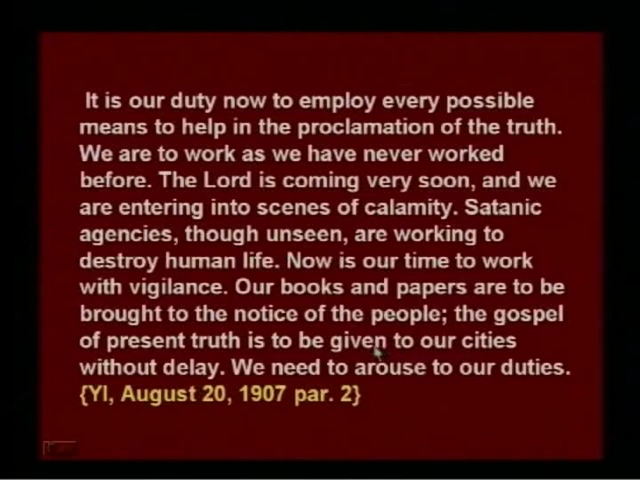 It is our duty now to employ every possible
means to help in the proclamation of the truth.
We are to work as we have never worked
before. The Lord is coming very soon, and we
are entering into scenes of calamity. Satanic
agencies, though unseen, are working to
destroy human life. Now is our time to work
with vigilance. Our books and papers are to be
brought to the notice of the people; the gospel
of present truth is to be given to our cities
without delay. We need to arouse to our duties.
{YI, August 20, 1907 par. 2}